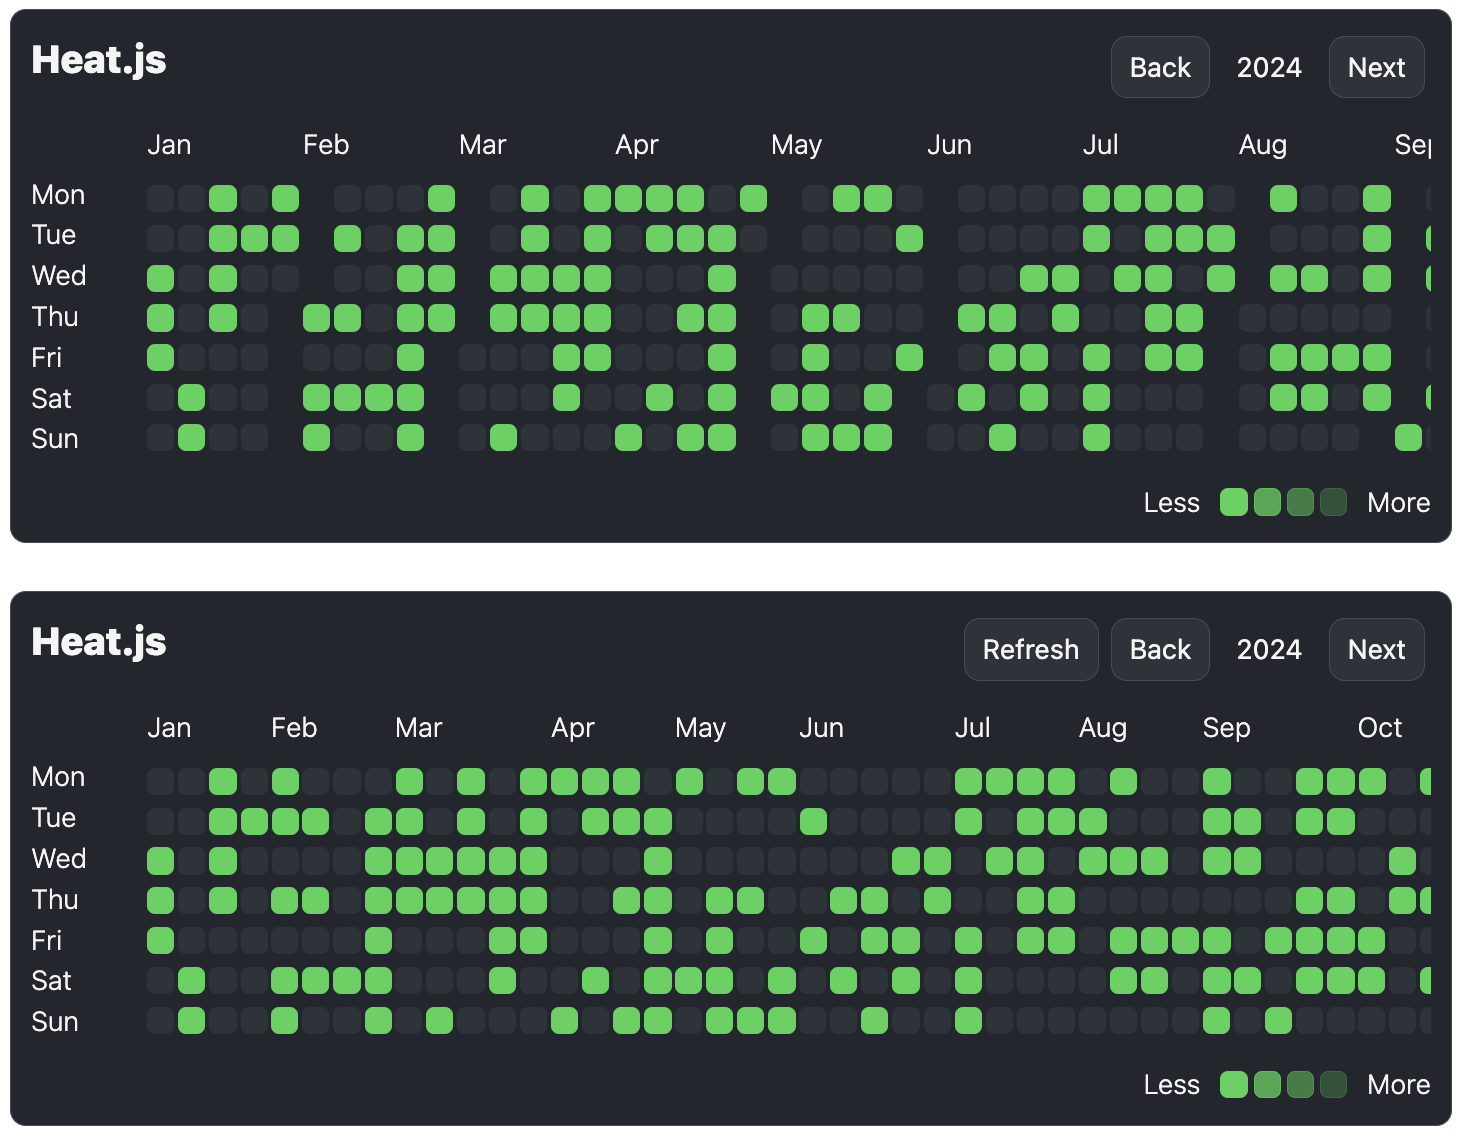 Heat.js
Back 2024 Next
Jan Feb Mar Apr May Jun Jul Aug
Mon
Tue
Wed
Thu
Fri
Sat
Sun
Less More
Heat.js
Refresh Back 2024 Next
Jan Feb Mar Apr May Jun Jul Aug Sep Oct
Mon
Tue
Wed
Thu
Fri
Sat
Sun
Less More